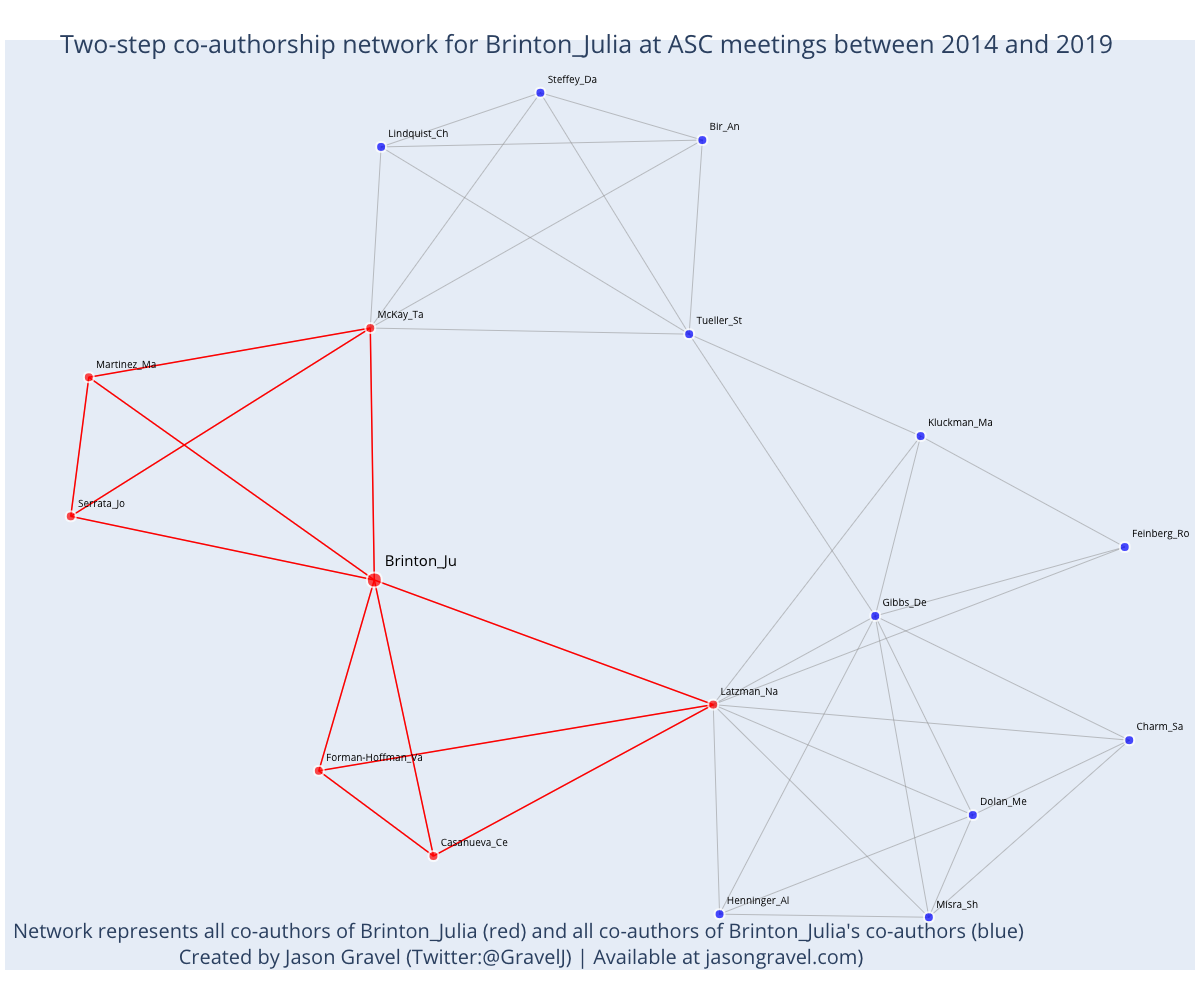 Two-step co-authorship network for Brinton_Julia at ASC meetings between 2014 and 2019
Steffey_Da
Bir_An
Lindquist_Ch
McKay_Ta
Tueller_St
Martinez_Ma
Kluckman_Ma
Serrata_Jo
Feinberg_Ro
Brinton_Ju
Gibbs_De
Latzman_Na
Charm_Sa
Forman-Hoffman_Va
Dolan_Me
Casanueva_Ce
Henninger_Al
Misra_Sh
Network represents all co-authors of Brinton_Julia (red) and all co-authors of Brinton_Julia's co-authors (blue)
Created by Jason Gravel (Twitter:@GravelJ) | Available at jasongravel.com)